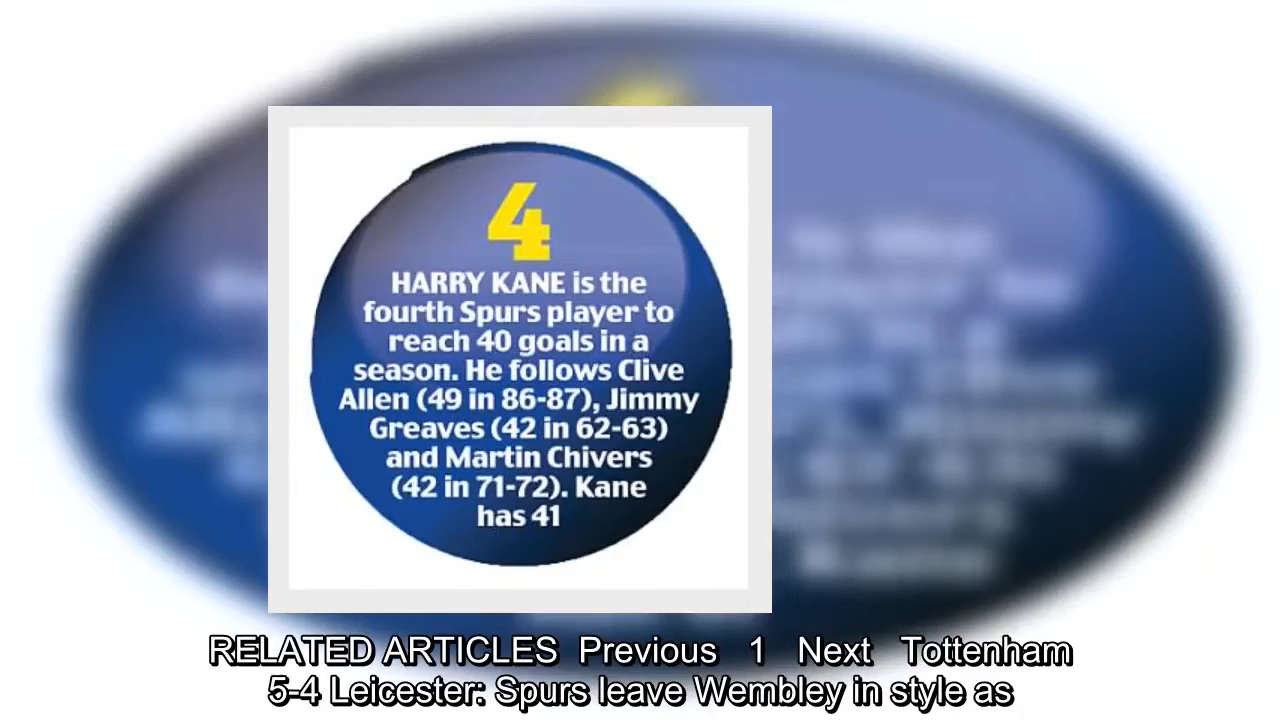 4
HARRY KANE is the
fourth Spurs player to
reach 40 goals in a
season. He follows Clive
Allen (49 in 86-87), Jimmy
Greaves (42 in 62-63)
and Martin Chivers
(42 in 71-72). Kane
has 41
RELATED ARTICLES Previous 1 Next Tottenham
5-4 Leicester: Spurs leave Wembley in style as